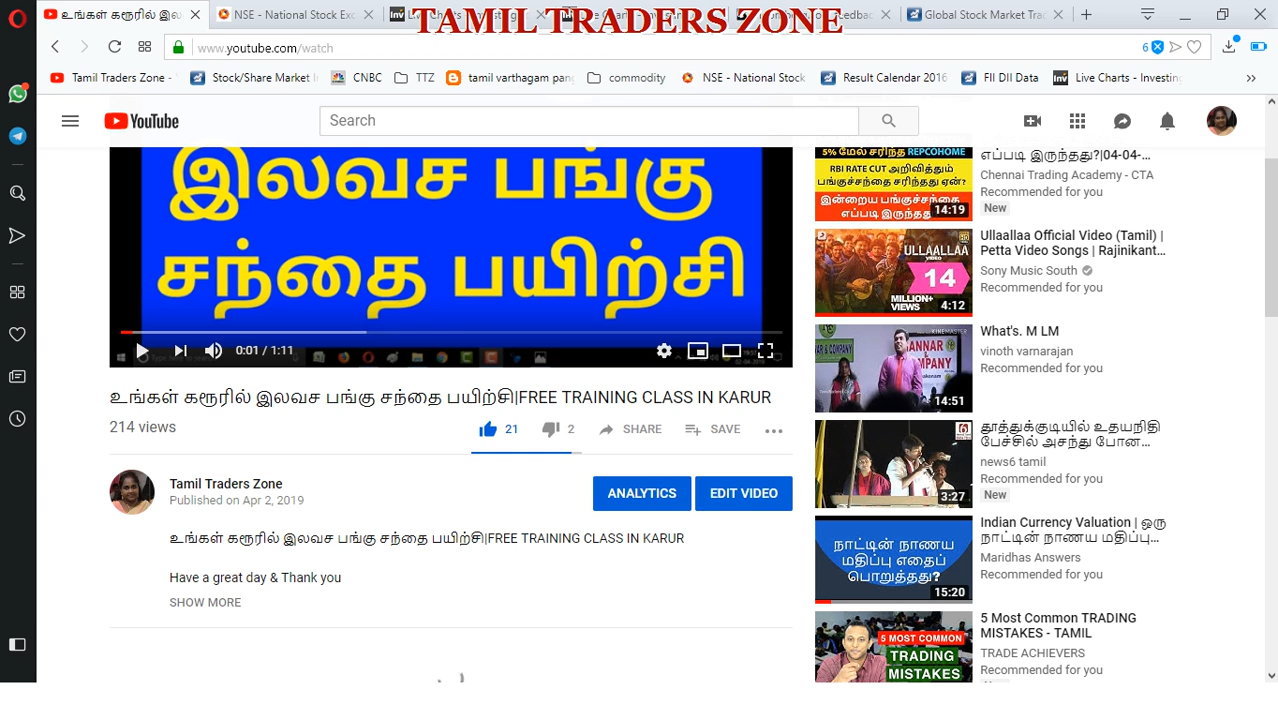 TAMIL TRADERS ZONE
உங்கள் கரூரில் இல
NSE - National Stock Exc
Global Stock Market Tra
www.youtube.com/watch
6
Tamil Traders Zone -
Stock/Share Market I
CNBC
TTZ
tamil varthagam pang
commodity
NSE - National Stock
Result Calendar 2016
FII DII Data
Live Charts - Investing
YouTube
Search
இலவச பங்கு
சந்தை பயிற்சி
0:01 / 1:11
உங்கள் கரூரில் இலவச பங்கு சந்தை பயிற்சி|FREE TRAINING CLASS IN KARUR
214 views
21
2
SHARE
SAVE
Tamil Traders Zone
Published on Apr 2, 2019
ANALYTICS
EDIT VIDEO
உங்கள் கரூரில் இலவச பங்கு சந்தை பயிற்சி|FREE TRAINING CLASS IN KARUR
Have a great day & Thank you
SHOW MORE
5% மேல் சரிந்த REPCOHOME
RBI RATE CUT அறிவித்தும்
பங்குச்சந்தை சரிந்தது ஏன்?
இன்றைய பங்குச்சந்தை
14:19
எப்படி இருந்தது?|04-04-...
Chennai Trading Academy - CTA
Recommended for you
New
ULLAALLAA
VIDEO
14
MILLION+
VIEWS
4:12
Ullaallaa Official Video (Tamil) |
Petta Video Songs | Rajinikant...
Sony Music South
Recommended for you
KINEMASTER
14:51
What's. M LM
vinoth varnarajan
Recommended for you
3:27
தூத்துக்குடியில் உதயநிதி
பேச்சில் அசந்து போன...
news6 tamil
Recommended for you
New
நாட்டின் நாணய
மதிப்பு எதைப்
பொறுத்தது?
15:20
Indian Currency Valuation | ஒரு
நாட்டின் நாணய மதிப்பு...
Maridhas Answers
Recommended for you
5 MOST COMMON
TRADING
MISTAKES
5 Most Common TRADING
MISTAKES - TAMIL
TRADE ACHIEVERS
Recommended for you